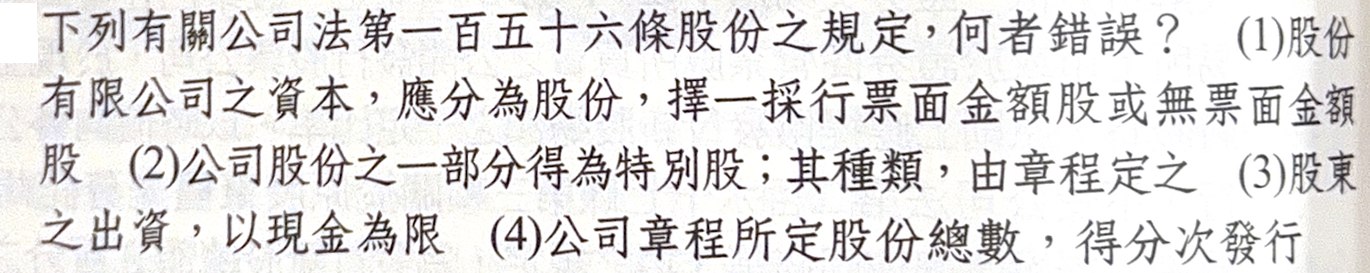 下列有關公司法第一百五十六條股份之規定，何者錯誤？　(1)股份
有限公司之資本，應分為股份，擇一採行票面金額股或無票面金額
股　(2)公司股份之一部分得為特別股；其種類，由章程定之　(3)股東
之出資，以現金為限　(4)公司章程所定股份總數，得分次發行